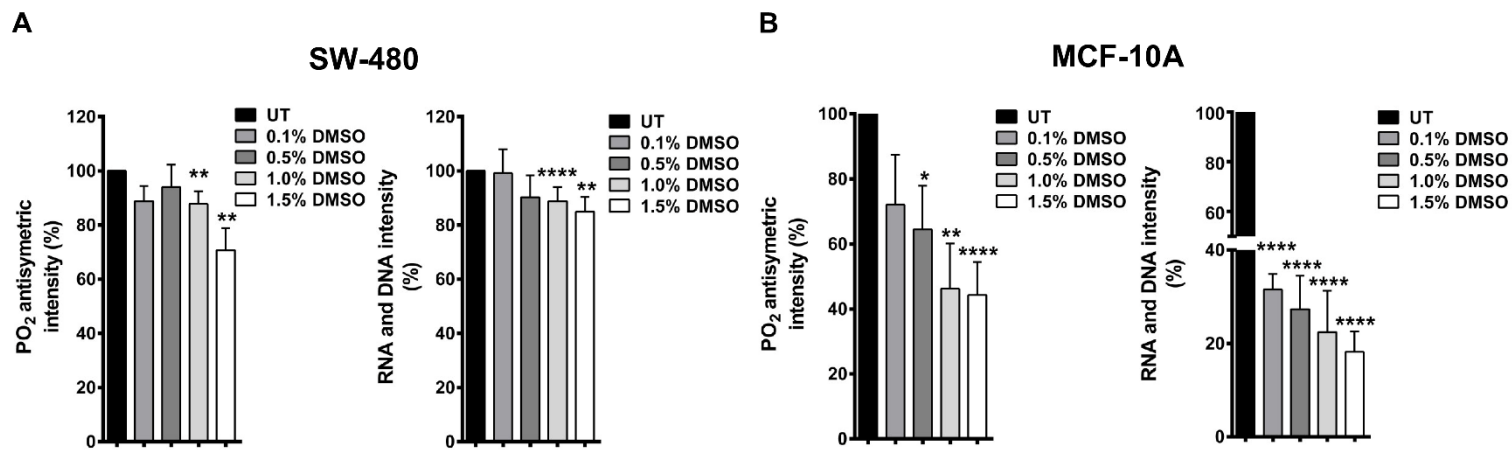 A
SW-480
PO2 antisymetric
intensity (%)
120
100
80
60
40
20
0
**
**
UT
0.1% DMSO
0.5% DMSO
1.0% DMSO
1.5% DMSO
RNA and DNA intensity
(%)
120
100
80
60
40
20
0
****
**
UT
0.1% DMSO
0.5% DMSO
1.0% DMSO
1.5% DMSO
B
MCF-10A
PO2 antisymetric
intensity (%)
100
80
60
40
20
0
*
**
****
UT
0.1% DMSO
0.5% DMSO
1.0% DMSO
1.5% DMSO
RNA and DNA intensity
(%)
100
80
60
40
20
0
****
****
****
****
UT
0.1% DMSO
0.5% DMSO
1.0% DMSO
1.5% DMSO